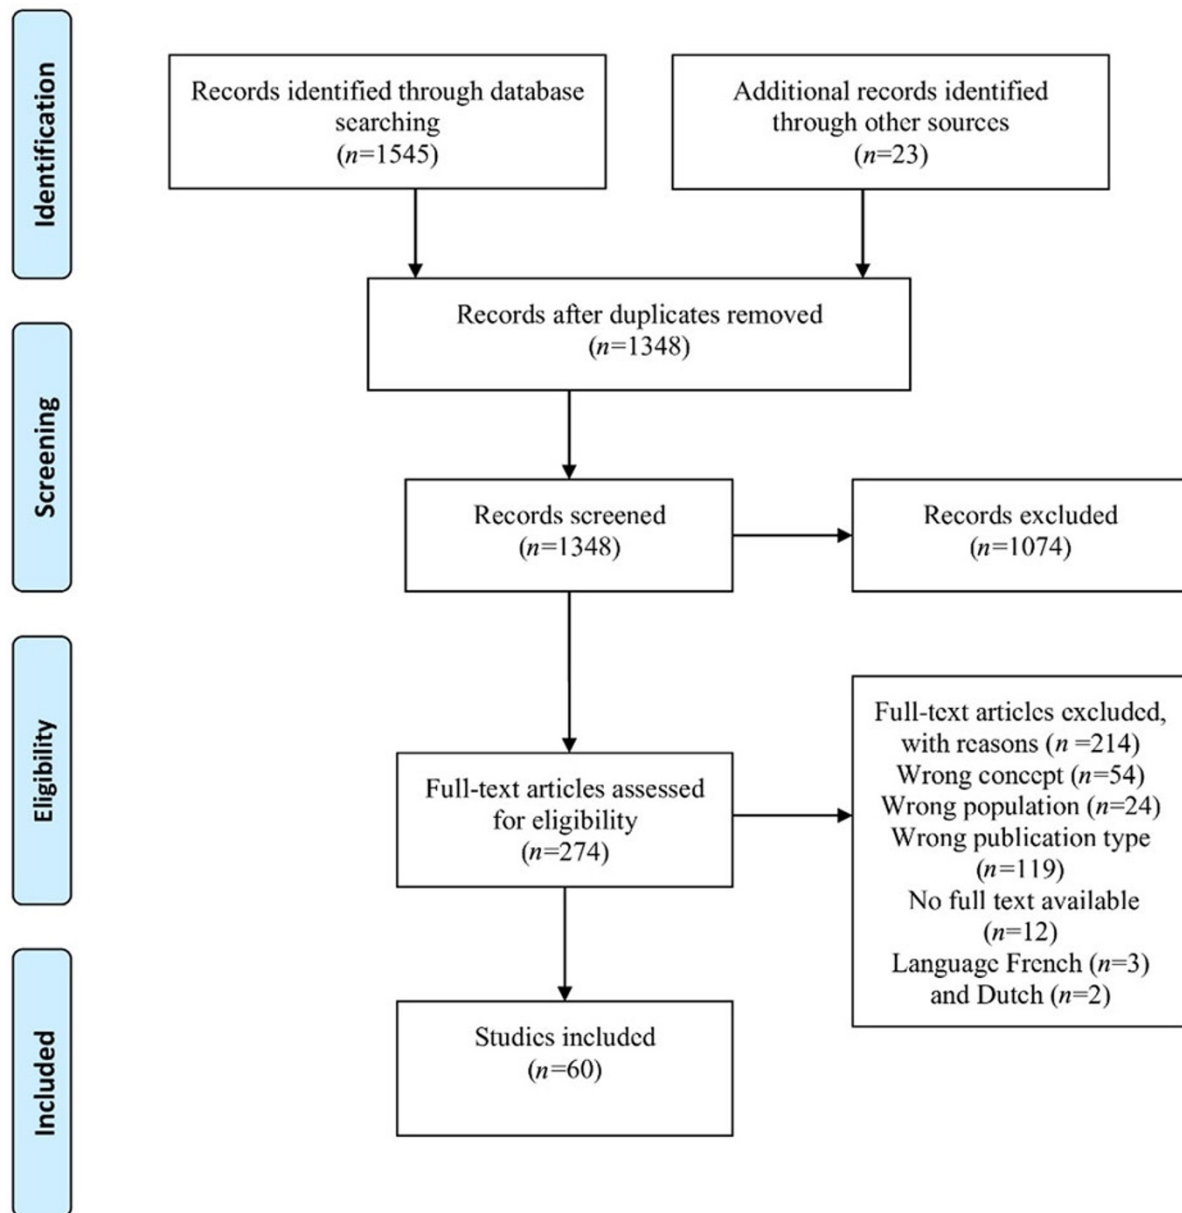 Identification
Records identified through database
searching
(n=1545)
Additional records identified
through other sources
(n=23)
Records after duplicates removed
(n=1348)
Screening
Records screened
(n=1348)
Records excluded
(n=1074)
Eligibility
Full-text articles assessed
for eligibility
(n=274)
Full-text articles excluded,
with reasons (n =214)
Wrong concept (n=54)
Wrong population (n=24)
Wrong publication type
(n=119)
No full text available
(n=12)
Language French (n=3)
and Dutch (n=2)
Included
Studies included
(n=60)